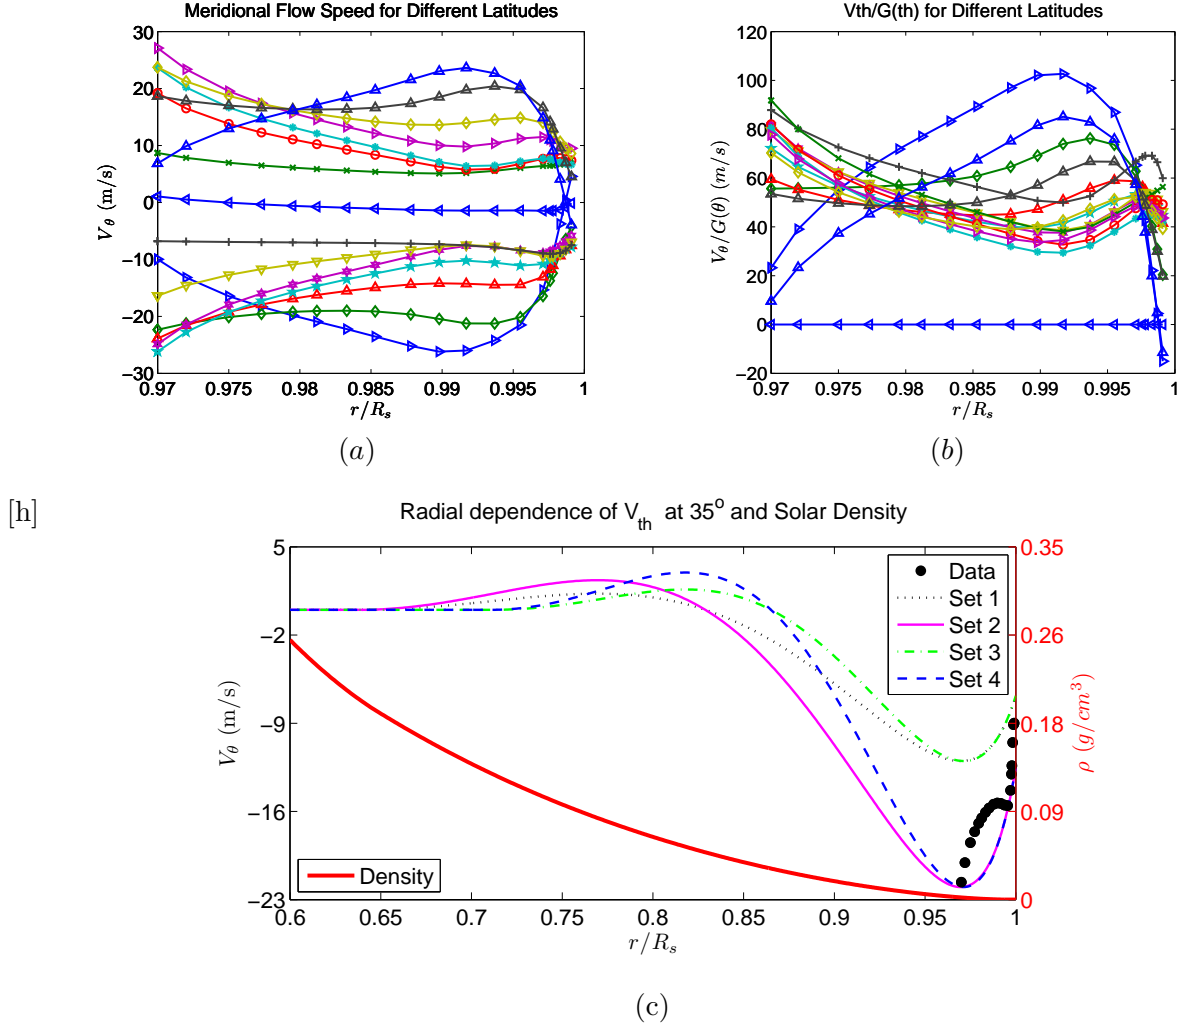 Meridional Flow Speed for Different Latitudes
30
20
10
0
−10
−20
−30
V_θ (m/s)
0.97 0.975 0.98 0.985 0.99 0.995 1
r/R_s
(a)
Vth/G(th) for Different Latitudes
120
100
80
60
40
20
0
−20
V_θ/G(θ) (m/s)
0.97 0.975 0.98 0.985 0.99 0.995 1
r/R_s
(b)
[h]
Radial dependence of V_th at 35° and Solar Density
5
−2
−9
−16
−23
V_θ (m/s)
0.35
0.26
0.18
0.09
0
ρ (g/cm³)
Data
Set 1
Set 2
Set 3
Set 4
Density
0.6 0.65 0.7 0.75 0.8 0.85 0.9 0.95 1
r/R_s
(c)